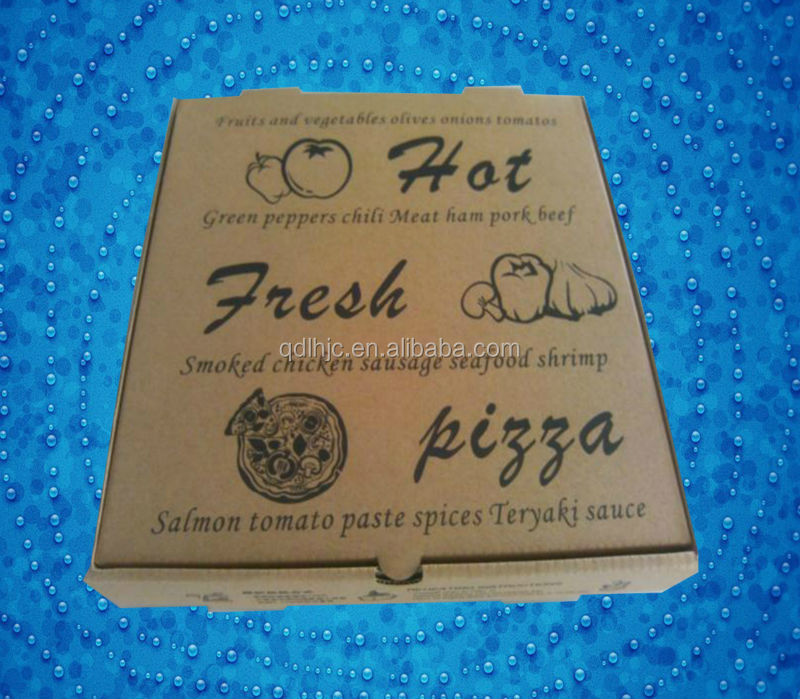 Fruits and vegetables olives onions tomatos
Hot
Green peppers chili Meat ham pork beef
Fresh
qdlhjc.en.alibaba.com
Smoked chicken sausage seafood shrimp
pizza
Salmon tomato paste spices Teryaki sauce